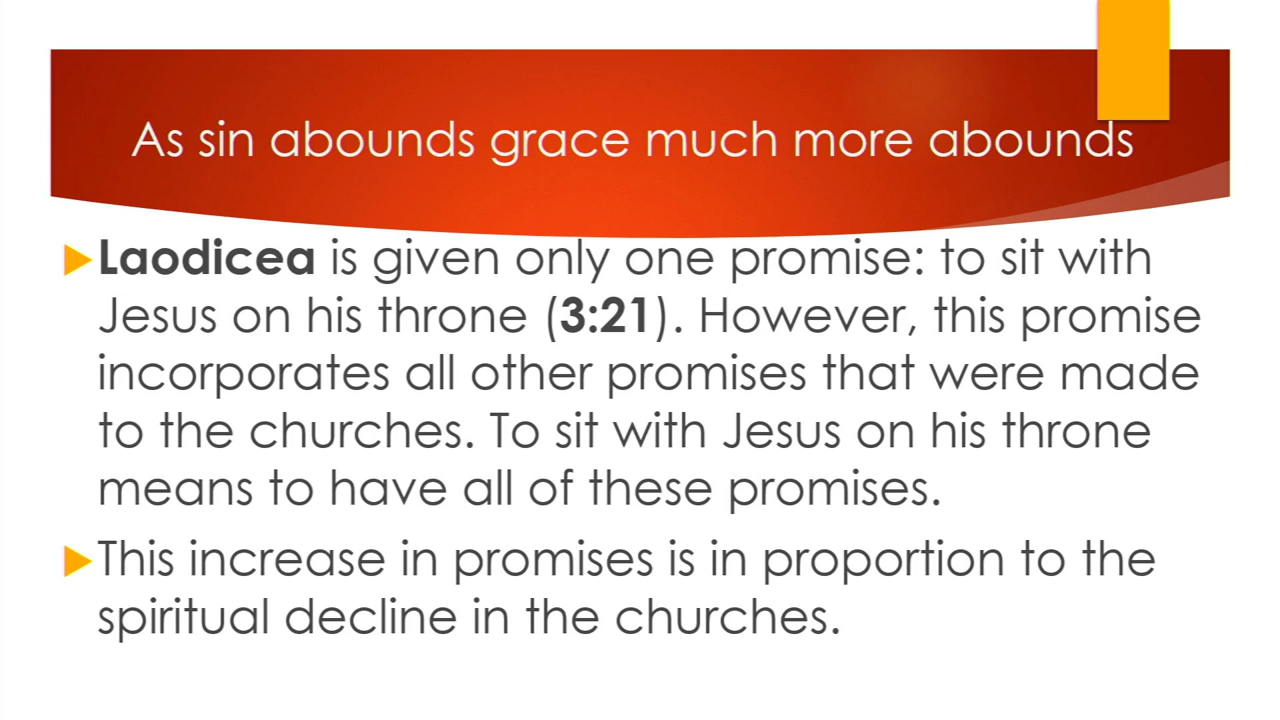 As sin abounds grace much more abounds
Laodicea is given only one promise: to sit with
Jesus on his throne (3:21). However, this promise
incorporates all other promises that were made
to the churches. To sit with Jesus on his throne
means to have all of these promises.
This increase in promises is in proportion to the
spiritual decline in the churches.